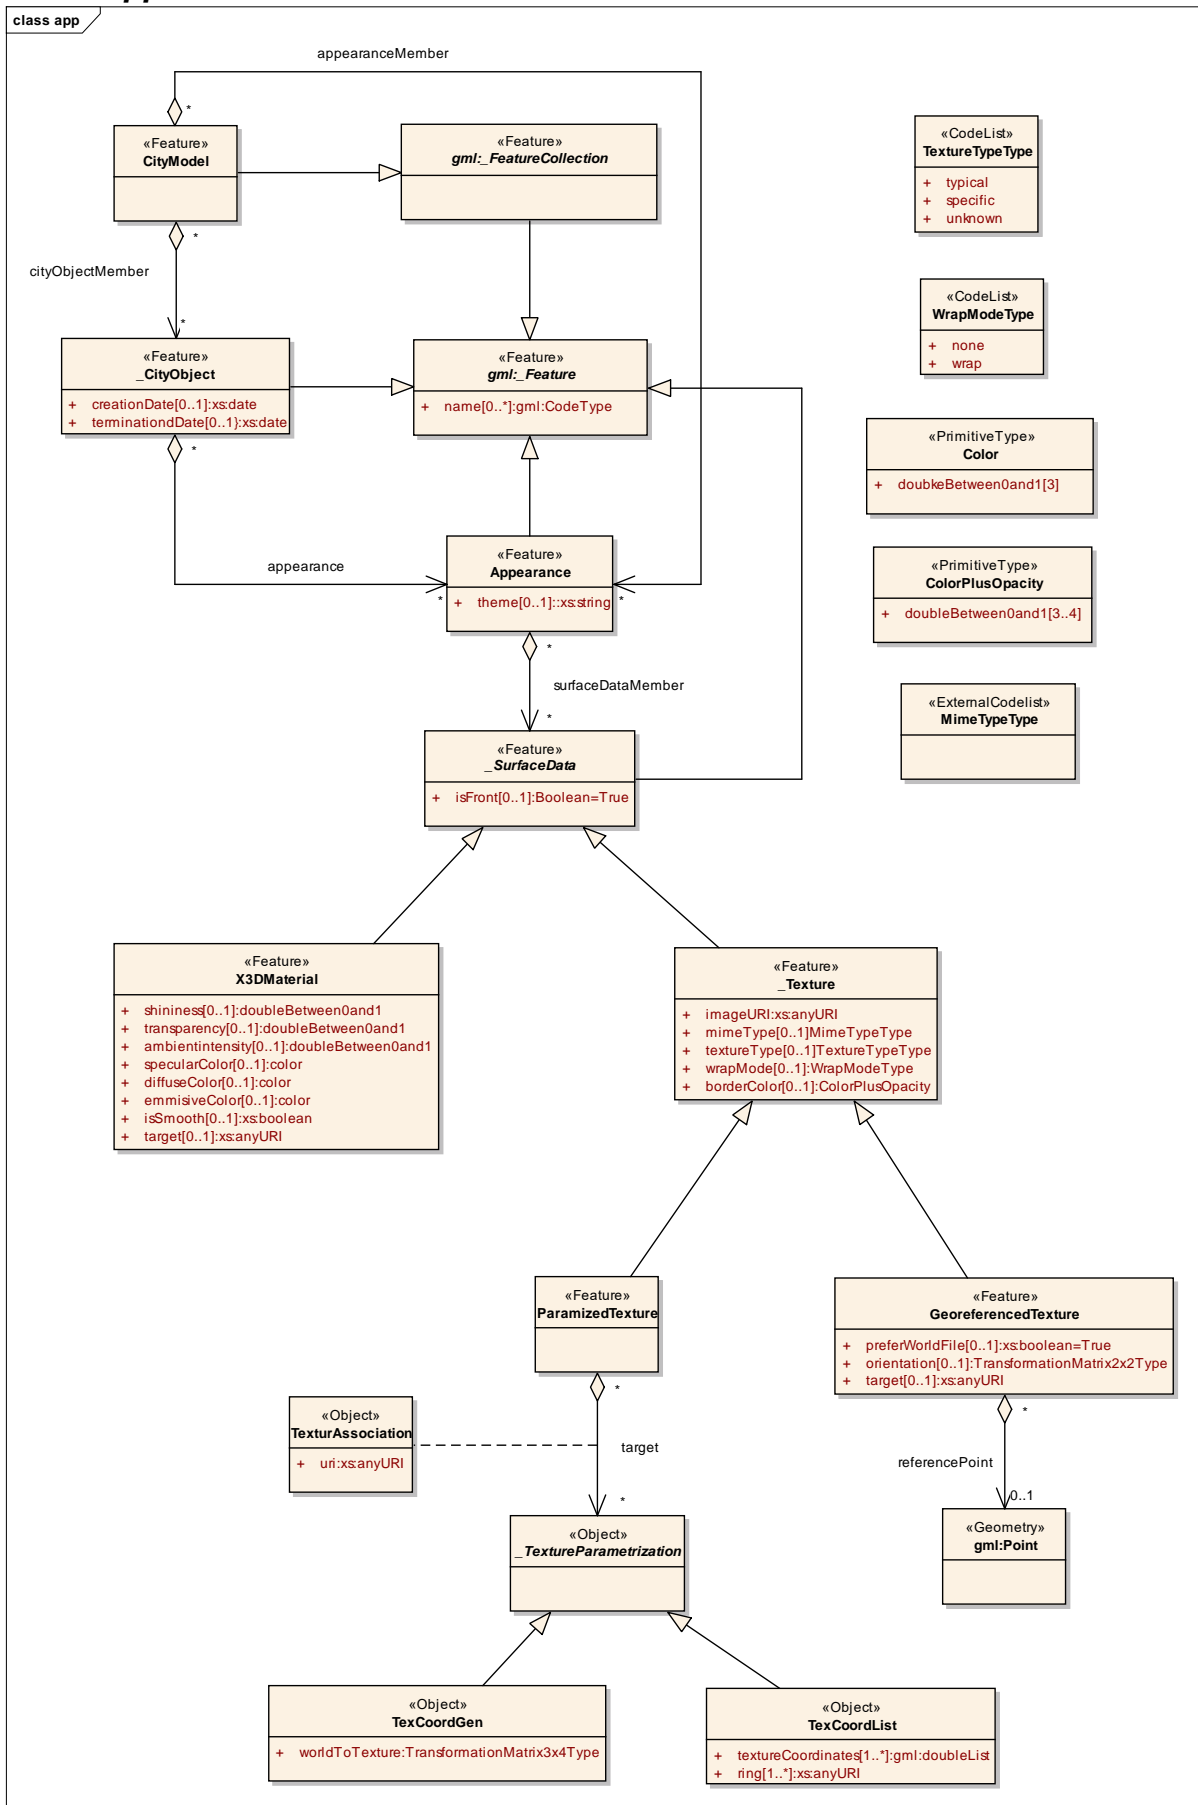 class app
appearanceMember
«Feature»
CityModel
«Feature»
gml:_FeatureCollection
«CodeList»
TextureTypeType
+ typical
+ specific
+ unknown
*
*
cityObjectMember
*
«CodeList»
WrapModeType
+ none
+ wrap
«Feature»
_CityObject
+ creationDate[0..1]:xs:date
+ terminationdDate[0..1}:xs:date
*
«Feature»
gml:_Feature
+ name[0..*]:gml:CodeType
«PrimitiveType»
Color
+ doubkeBetween0and1[3]
appearance
*
«Feature»
Appearance
+ theme[0..1]::xs:string
*
«PrimitiveType»
ColorPlusOpacity
+ doubleBetween0and1[3..4]
*
surfaceDataMember
*
«ExternalCodelist»
MimeTypeType
«Feature»
_SurfaceData
+ isFront[0..1]:Boolean=True
«Feature»
X3DMaterial
+ shininess[0..1]:doubleBetween0and1
+ transparency[0..1]:doubleBetween0and1
+ ambientintensity[0..1]:doubleBetween0and1
+ specularColor[0..1]:color
+ diffuseColor[0..1]:color
+ emmisiveColor[0..1]:color
+ isSmooth[0..1]:xs:boolean
+ target[0..1]:xs:anyURI
«Feature»
_Texture
+ imageURI:xs:anyURI
+ mimeType[0..1]MimeTypeType
+ textureType[0..1]TextureTypeType
+ wrapMode[0..1]:WrapModeType
+ borderColor[0..1]:ColorPlusOpacity
«Feature»
ParamizedTexture
«Feature»
GeoreferencedTexture
+ preferWorldFile[0..1]:xs:boolean=True
+ orientation[0..1]:TransformationMatrix2x2Type
+ target[0..1]:xs:anyURI
*
*
«Object»
TexturAssociation
+ uri:xs:anyURI
target
*
referencePoint
0..1
«Object»
_TextureParametrization
«Geometry»
gml:Point
«Object»
TexCoordGen
+ worldToTexture:TransformationMatrix3x4Type
«Object»
TexCoordList
+ textureCoordinates[1..*]:gml:doubleList
+ ring[1..*]:xs:anyURI